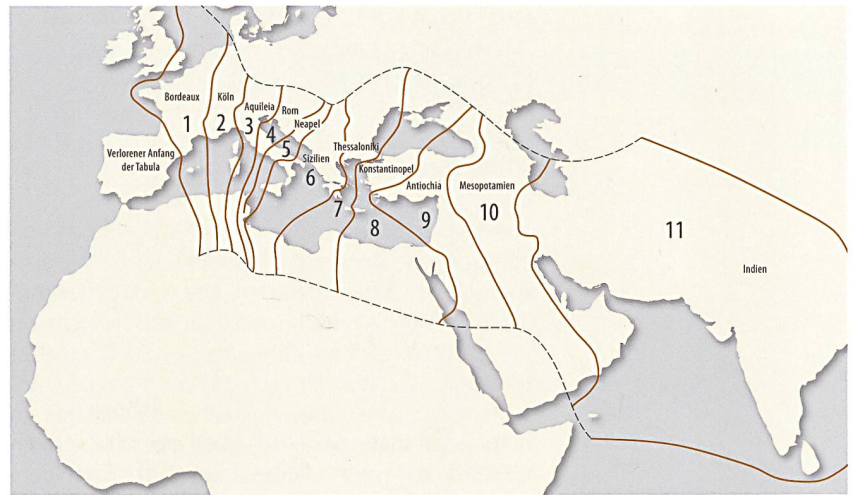 Bordeaux
1
Köln
2
Aquileia
3
Rom
4
Neapel
5
Verlorener Anfang
der Tabula
Sizilien
6
Thessaloniki
7
Konstantinopel
8
Antiochia
9
Mesopotamien
10
11
Indien